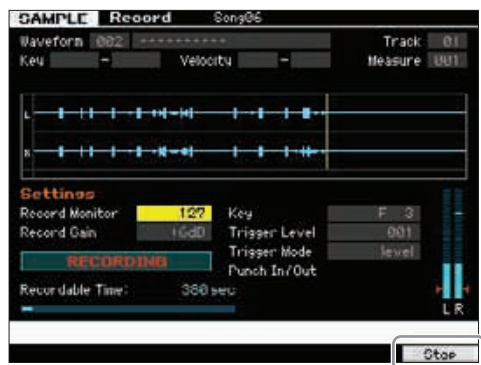 SAMPLE Record Song06
Waveform 002 ---------- Track 01
Key - Velocity - Measure 001
L
R
Settings
Record Monitor 127 Key F 3
Record Gain +6dB Trigger Level 001
RECORDING Trigger Mode level
Punch In/Out
Recordable Time: 380 sec
L R
Stop